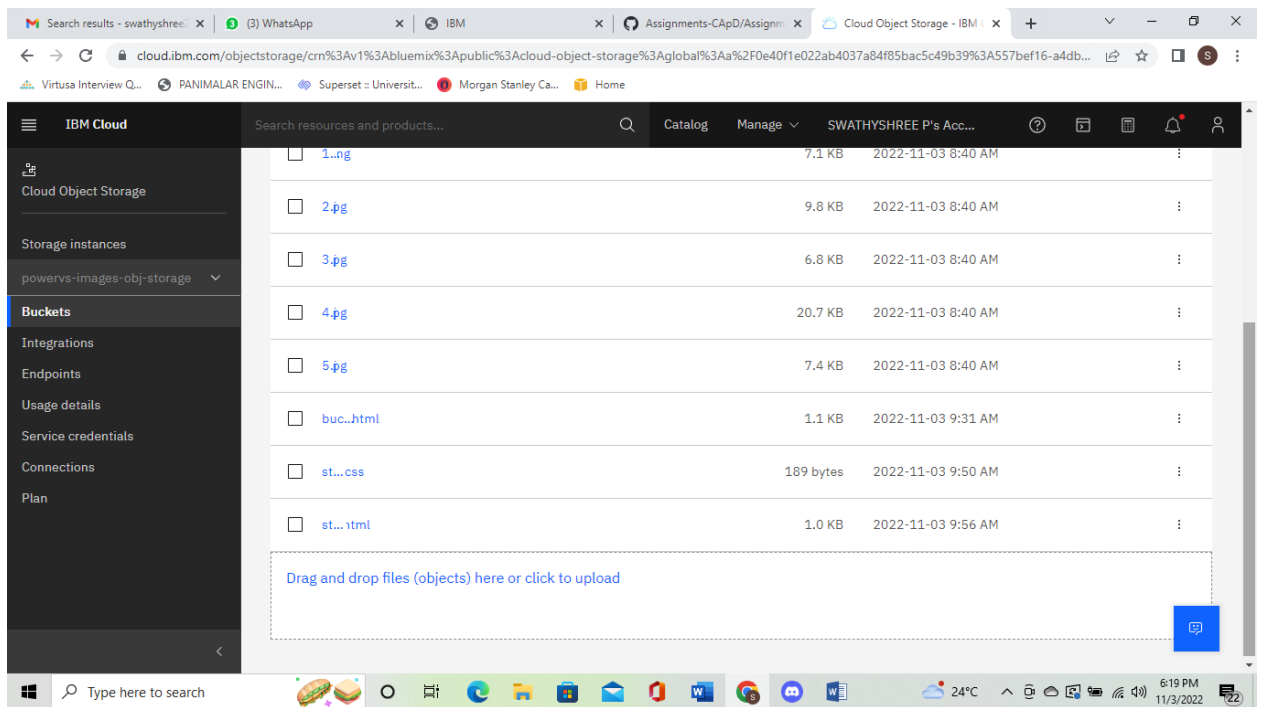 Search results - swathyshree2
(3) WhatsApp
IBM
Assignments-CApD/Assignm
Cloud Object Storage - IBM C
cloud.ibm.com/objectstorage/crn%3Av1%3Abluemix%3Apublic%3Acloud-object-storage%3Aglobal%3Aa%2F0e40f1e022ab4037a84f85bac5c49b39%3A557bef16-a4db...
S
Virtusa Interview Q...
PANIMALAR ENGIN...
Superset :: Universit...
Morgan Stanley Ca...
Home
IBM Cloud
Search resources and products...
Catalog
Manage
SWATHYSHREE P's Acc...
Cloud Object Storage
Storage instances
powervs-images-obj-storage
Buckets
Integrations
Endpoints
Usage details
Service credentials
Connections
Plan
1..ng 7.1 KB 2022-11-03 8:40 AM
2.pg 9.8 KB 2022-11-03 8:40 AM
3.pg 6.8 KB 2022-11-03 8:40 AM
4.pg 20.7 KB 2022-11-03 8:40 AM
5.pg 7.4 KB 2022-11-03 8:40 AM
buc...html 1.1 KB 2022-11-03 9:31 AM
st...css 189 bytes 2022-11-03 9:50 AM
st...html 1.0 KB 2022-11-03 9:56 AM
Drag and drop files (objects) here or click to upload
Type here to search
24°C
6:19 PM
11/3/2022
22